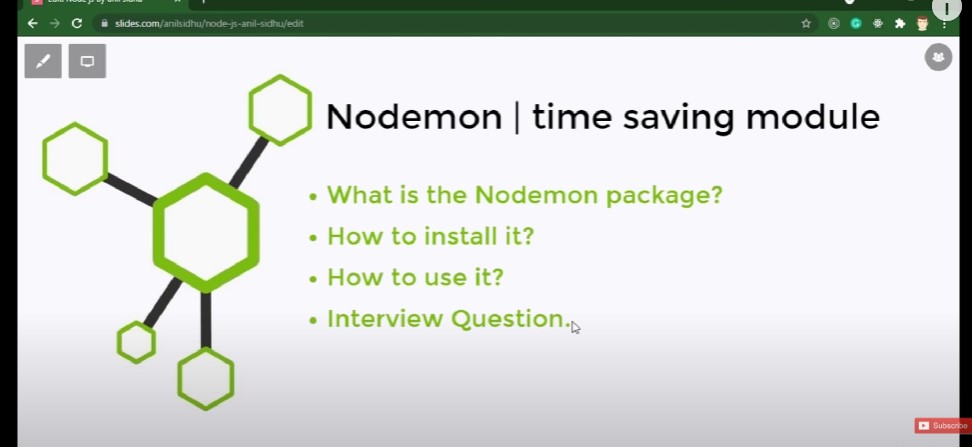 slides.com/anilsidhu/node-js-anil-sidhu/edit
Nodemon | time saving module
• What is the Nodemon package?
• How to install it?
• How to use it?
• Interview Question.
Subscribe